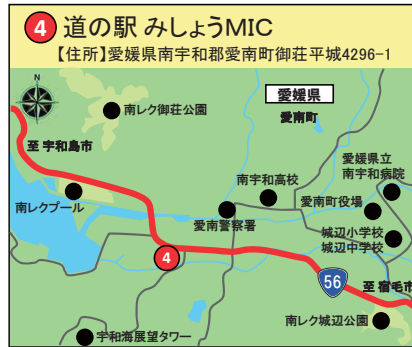 4 道の駅 みしょうMIC
【住所】愛媛県南宇和郡愛南町御荘平城4296-1
N
南レク御荘公園
愛媛県
愛南町
至 宇和島市
愛媛県立
南宇和病院
南宇和高校
南レクプール
愛南警察署
愛南町役場
城辺小学校
城辺中学校
4
56
至 宿毛市
南レク城辺公園
宇和海展望タワー